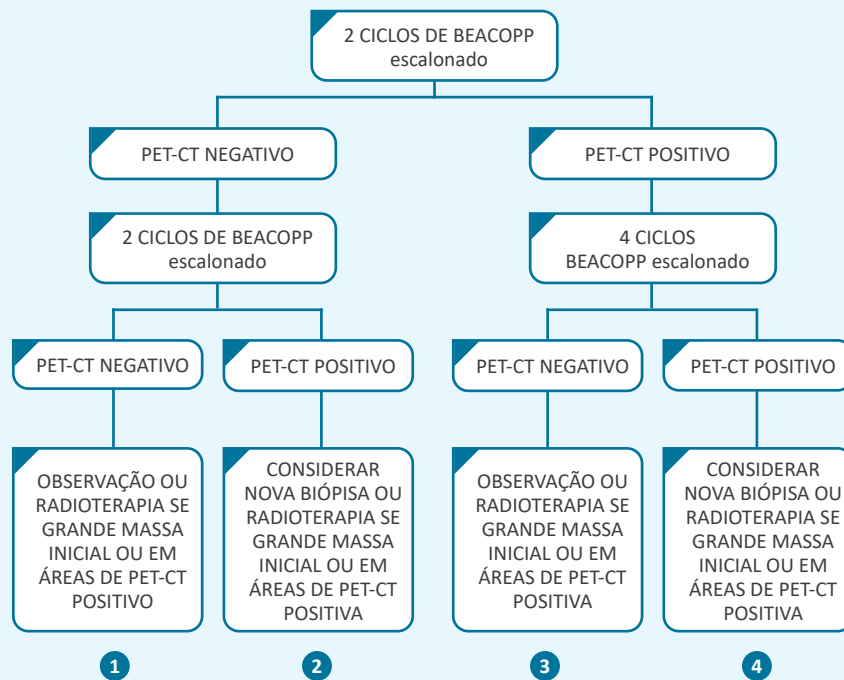 2 CICLOS DE BEACOPP
escalonado
PET-CT NEGATIVO
PET-CT POSITIVO
2 CICLOS DE BEACOPP
escalonado
4 CICLOS
BEACOPP escalonado
PET-CT NEGATIVO
PET-CT POSITIVO
PET-CT NEGATIVO
PET-CT POSITIVO
OBSERVAÇÃO OU
RADIOTERAPIA SE
GRANDE MASSA
INICIAL OU EM
ÁREAS DE PET-CT
POSITIVO
CONSIDERAR
NOVA BIÓPISA OU
RADIOTERAPIA SE
GRANDE MASSA
INICIAL OU EM
ÁREAS DE PET-CT
POSITIVA
OBSERVAÇÃO OU
RADIOTERAPIA SE
GRANDE MASSA
INICIAL OU EM
ÁREAS DE PET-CT
POSITIVA
CONSIDERAR
NOVA BIÓPISA OU
RADIOTERAPIA SE
GRANDE MASSA
INICIAL OU EM
ÁREAS DE PET-CT
POSITIVA
1
2
3
4